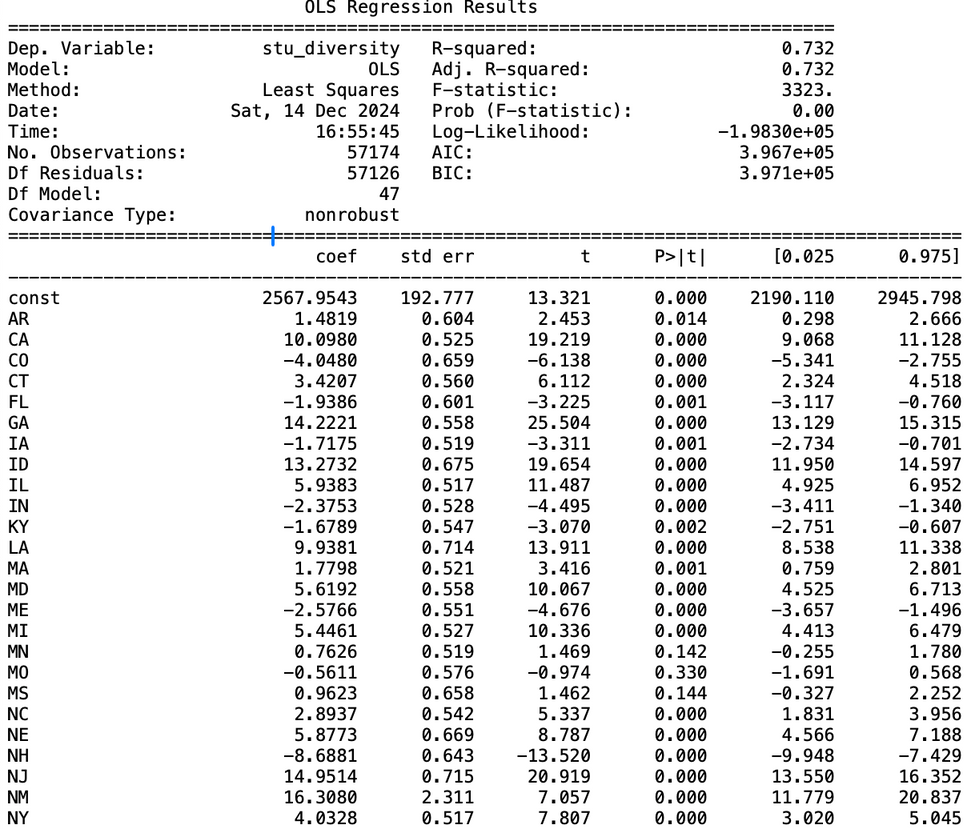 OLS Regression Results
==============================================================================
Dep. Variable: stu_diversity R-squared: 0.732
Model: OLS Adj. R-squared: 0.732
Method: Least Squares F-statistic: 3323.
Date: Sat, 14 Dec 2024 Prob (F-statistic): 0.00
Time: 16:55:45 Log-Likelihood: -1.9830e+05
No. Observations: 57174 AIC: 3.967e+05
Df Residuals: 57126 BIC: 3.971e+05
Df Model: 47
Covariance Type: nonrobust
==========================================================================================
coef std err t P>|t| [0.025 0.975]
------------------------------------------------------------------------------------------
const 2567.9543 192.777 13.321 0.000 2190.110 2945.798
AR 1.4819 0.604 2.453 0.014 0.298 2.666
CA 10.0980 0.525 19.219 0.000 9.068 11.128
CO -4.0480 0.659 -6.138 0.000 -5.341 -2.755
CT 3.4207 0.560 6.112 0.000 2.324 4.518
FL -1.9386 0.601 -3.225 0.001 -3.117 -0.760
GA 14.2221 0.558 25.504 0.000 13.129 15.315
IA -1.7175 0.519 -3.311 0.001 -2.734 -0.701
ID 13.2732 0.675 19.654 0.000 11.950 14.597
IL 5.9383 0.517 11.487 0.000 4.925 6.952
IN -2.3753 0.528 -4.495 0.000 -3.411 -1.340
KY -1.6789 0.547 -3.070 0.002 -2.751 -0.607
LA 9.9381 0.714 13.911 0.000 8.538 11.338
MA 1.7798 0.521 3.416 0.001 0.759 2.801
MD 5.6192 0.558 10.067 0.000 4.525 6.713
ME -2.5766 0.551 -4.676 0.000 -3.657 -1.496
MI 5.4461 0.527 10.336 0.000 4.413 6.479
MN 0.7626 0.519 1.469 0.142 -0.255 1.780
MO -0.5611 0.576 -0.974 0.330 -1.691 0.568
MS 0.9623 0.658 1.462 0.144 -0.327 2.252
NC 2.8937 0.542 5.337 0.000 1.831 3.956
NE 5.8773 0.669 8.787 0.000 4.566 7.188
NH -8.6881 0.643 -13.520 0.000 -9.948 -7.429
NJ 14.9514 0.715 20.919 0.000 13.550 16.352
NM 16.3080 2.311 7.057 0.000 11.779 20.837
NY 4.0328 0.517 7.807 0.000 3.020 5.045